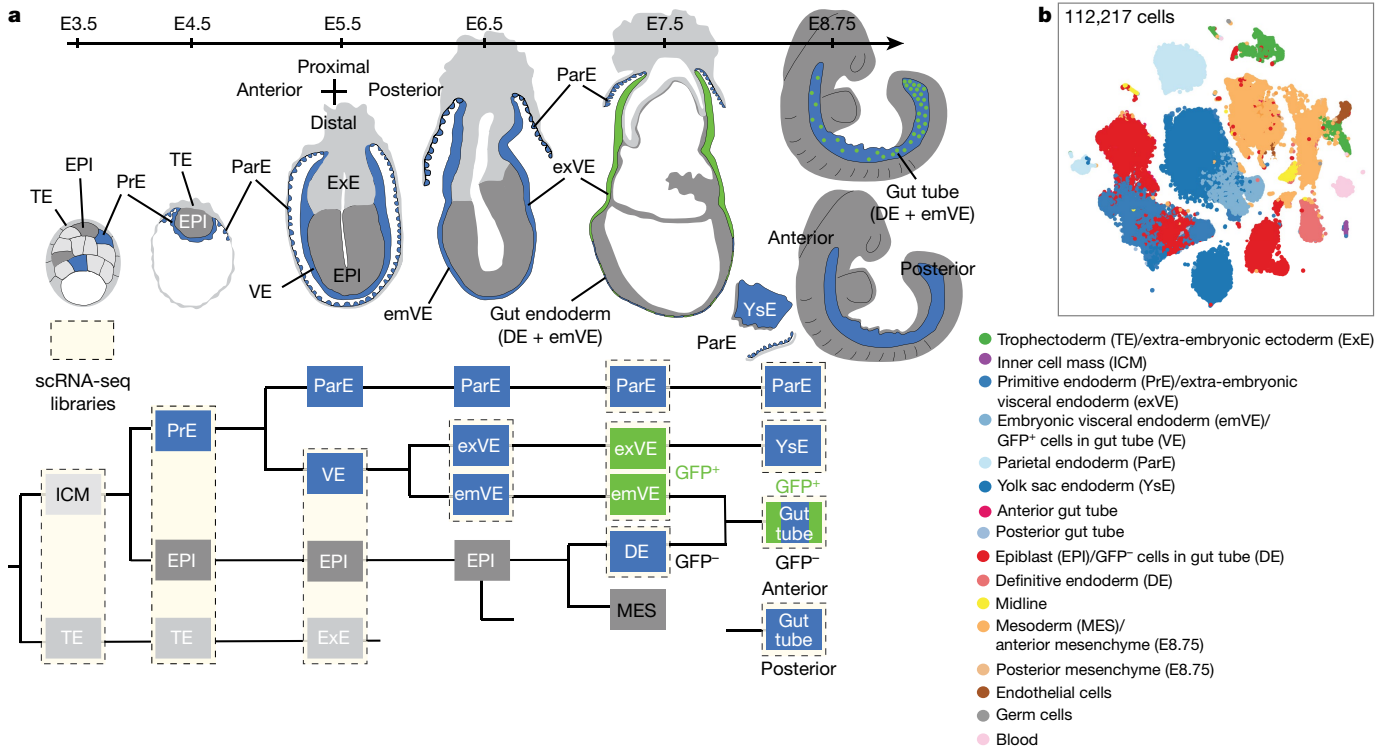 a
E3.5
E4.5
E5.5
E6.5
E7.5
E8.75
Proximal
Anterior
Posterior
Distal
ParE
TE
EPI
PrE
TE
EPI
ParE
ExE
EPI
VE
exVE
emVE
Gut endoderm
(DE + emVE)
Gut tube
(DE + emVE)
Anterior
Posterior
YsE
ParE
scRNA-seq
libraries
ParE
ParE
ParE
ParE
PrE
VE
exVE
exVE
YsE
GFP⁺
GFP⁺
ICM
emVE
emVE
Gut
tube
EPI
EPI
EPI
DE
GFP⁻
GFP⁻
Anterior
MES
TE
TE
ExE
Gut
tube
Posterior
b
112,217 cells
Trophectoderm (TE)/extra-embryonic ectoderm (ExE)
Inner cell mass (ICM)
Primitive endoderm (PrE)/extra-embryonic
visceral endoderm (exVE)
Embryonic visceral endoderm (emVE)/
GFP⁺ cells in gut tube (VE)
Parietal endoderm (ParE)
Yolk sac endoderm (YsE)
Anterior gut tube
Posterior gut tube
Epiblast (EPI)/GFP⁻ cells in gut tube (DE)
Definitive endoderm (DE)
Midline
Mesoderm (MES)/
anterior mesenchyme (E8.75)
Posterior mesenchyme (E8.75)
Endothelial cells
Germ cells
Blood